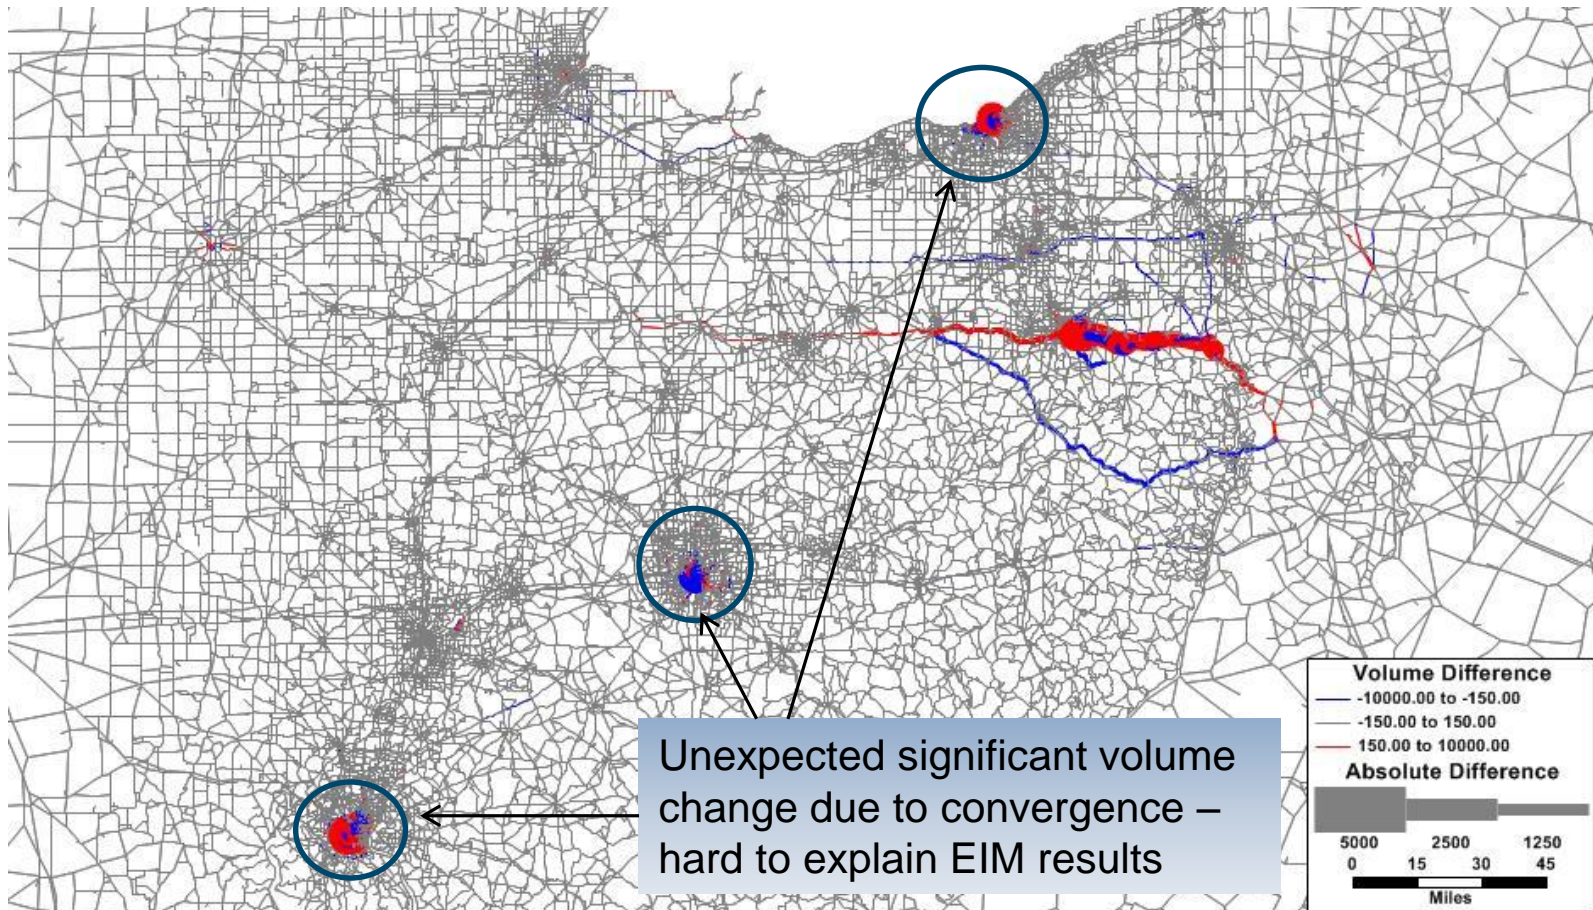 Unexpected significant volume
change due to convergence –
hard to explain EIM results
Volume Difference
-10000.00 to -150.00
-150.00 to 150.00
150.00 to 10000.00
Absolute Difference
5000 2500 1250
0 15 30 45
Miles